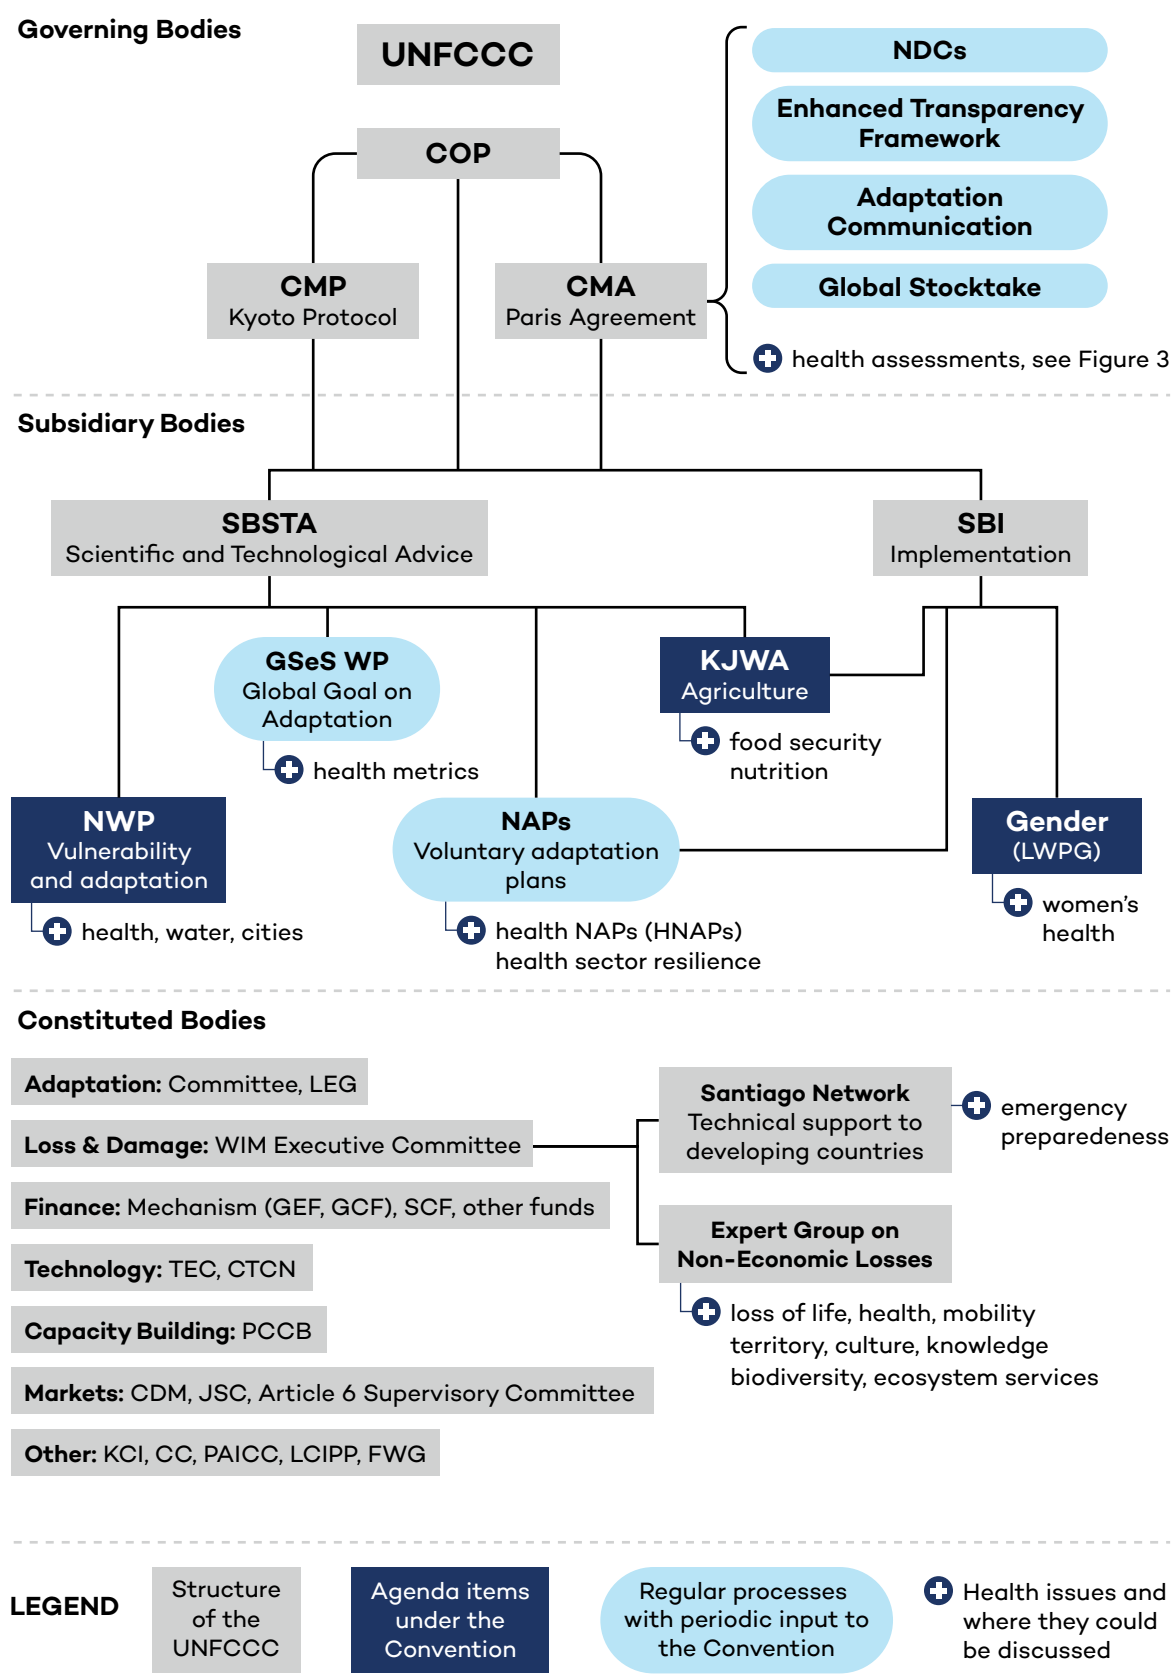 Governing Bodies
UNFCCC
COP
CMP
Kyoto Protocol
CMA
Paris Agreement
NDCs
Enhanced Transparency
Framework
Adaptation
Communication
Global Stocktake
health assessments, see Figure 3
Subsidiary Bodies
SBSTA
Scientific and Technological Advice
SBI
Implementation
GSeS WP
Global Goal on
Adaptation
health metrics
KJWA
Agriculture
food security
nutrition
NWP
Vulnerability
and adaptation
health, water, cities
NAPs
Voluntary adaptation
plans
health NAPs (HNAPs)
health sector resilience
Gender
(LWPG)
women's
health
Constituted Bodies
Adaptation: Committee, LEG
Loss & Damage: WIM Executive Committee
Finance: Mechanism (GEF, GCF), SCF, other funds
Technology: TEC, CTCN
Capacity Building: PCCB
Markets: CDM, JSC, Article 6 Supervisory Committee
Other: KCI, CC, PAICC, LCIPP, FWG
Santiago Network
Technical support to
developing countries
emergency
preparedeness
Expert Group on
Non-Economic Losses
loss of life, health, mobility
territory, culture, knowledge
biodiversity, ecosystem services
LEGEND
Structure
of the
UNFCCC
Agenda items
under the
Convention
Regular processes
with periodic input to
the Convention
Health issues and
where they could
be discussed